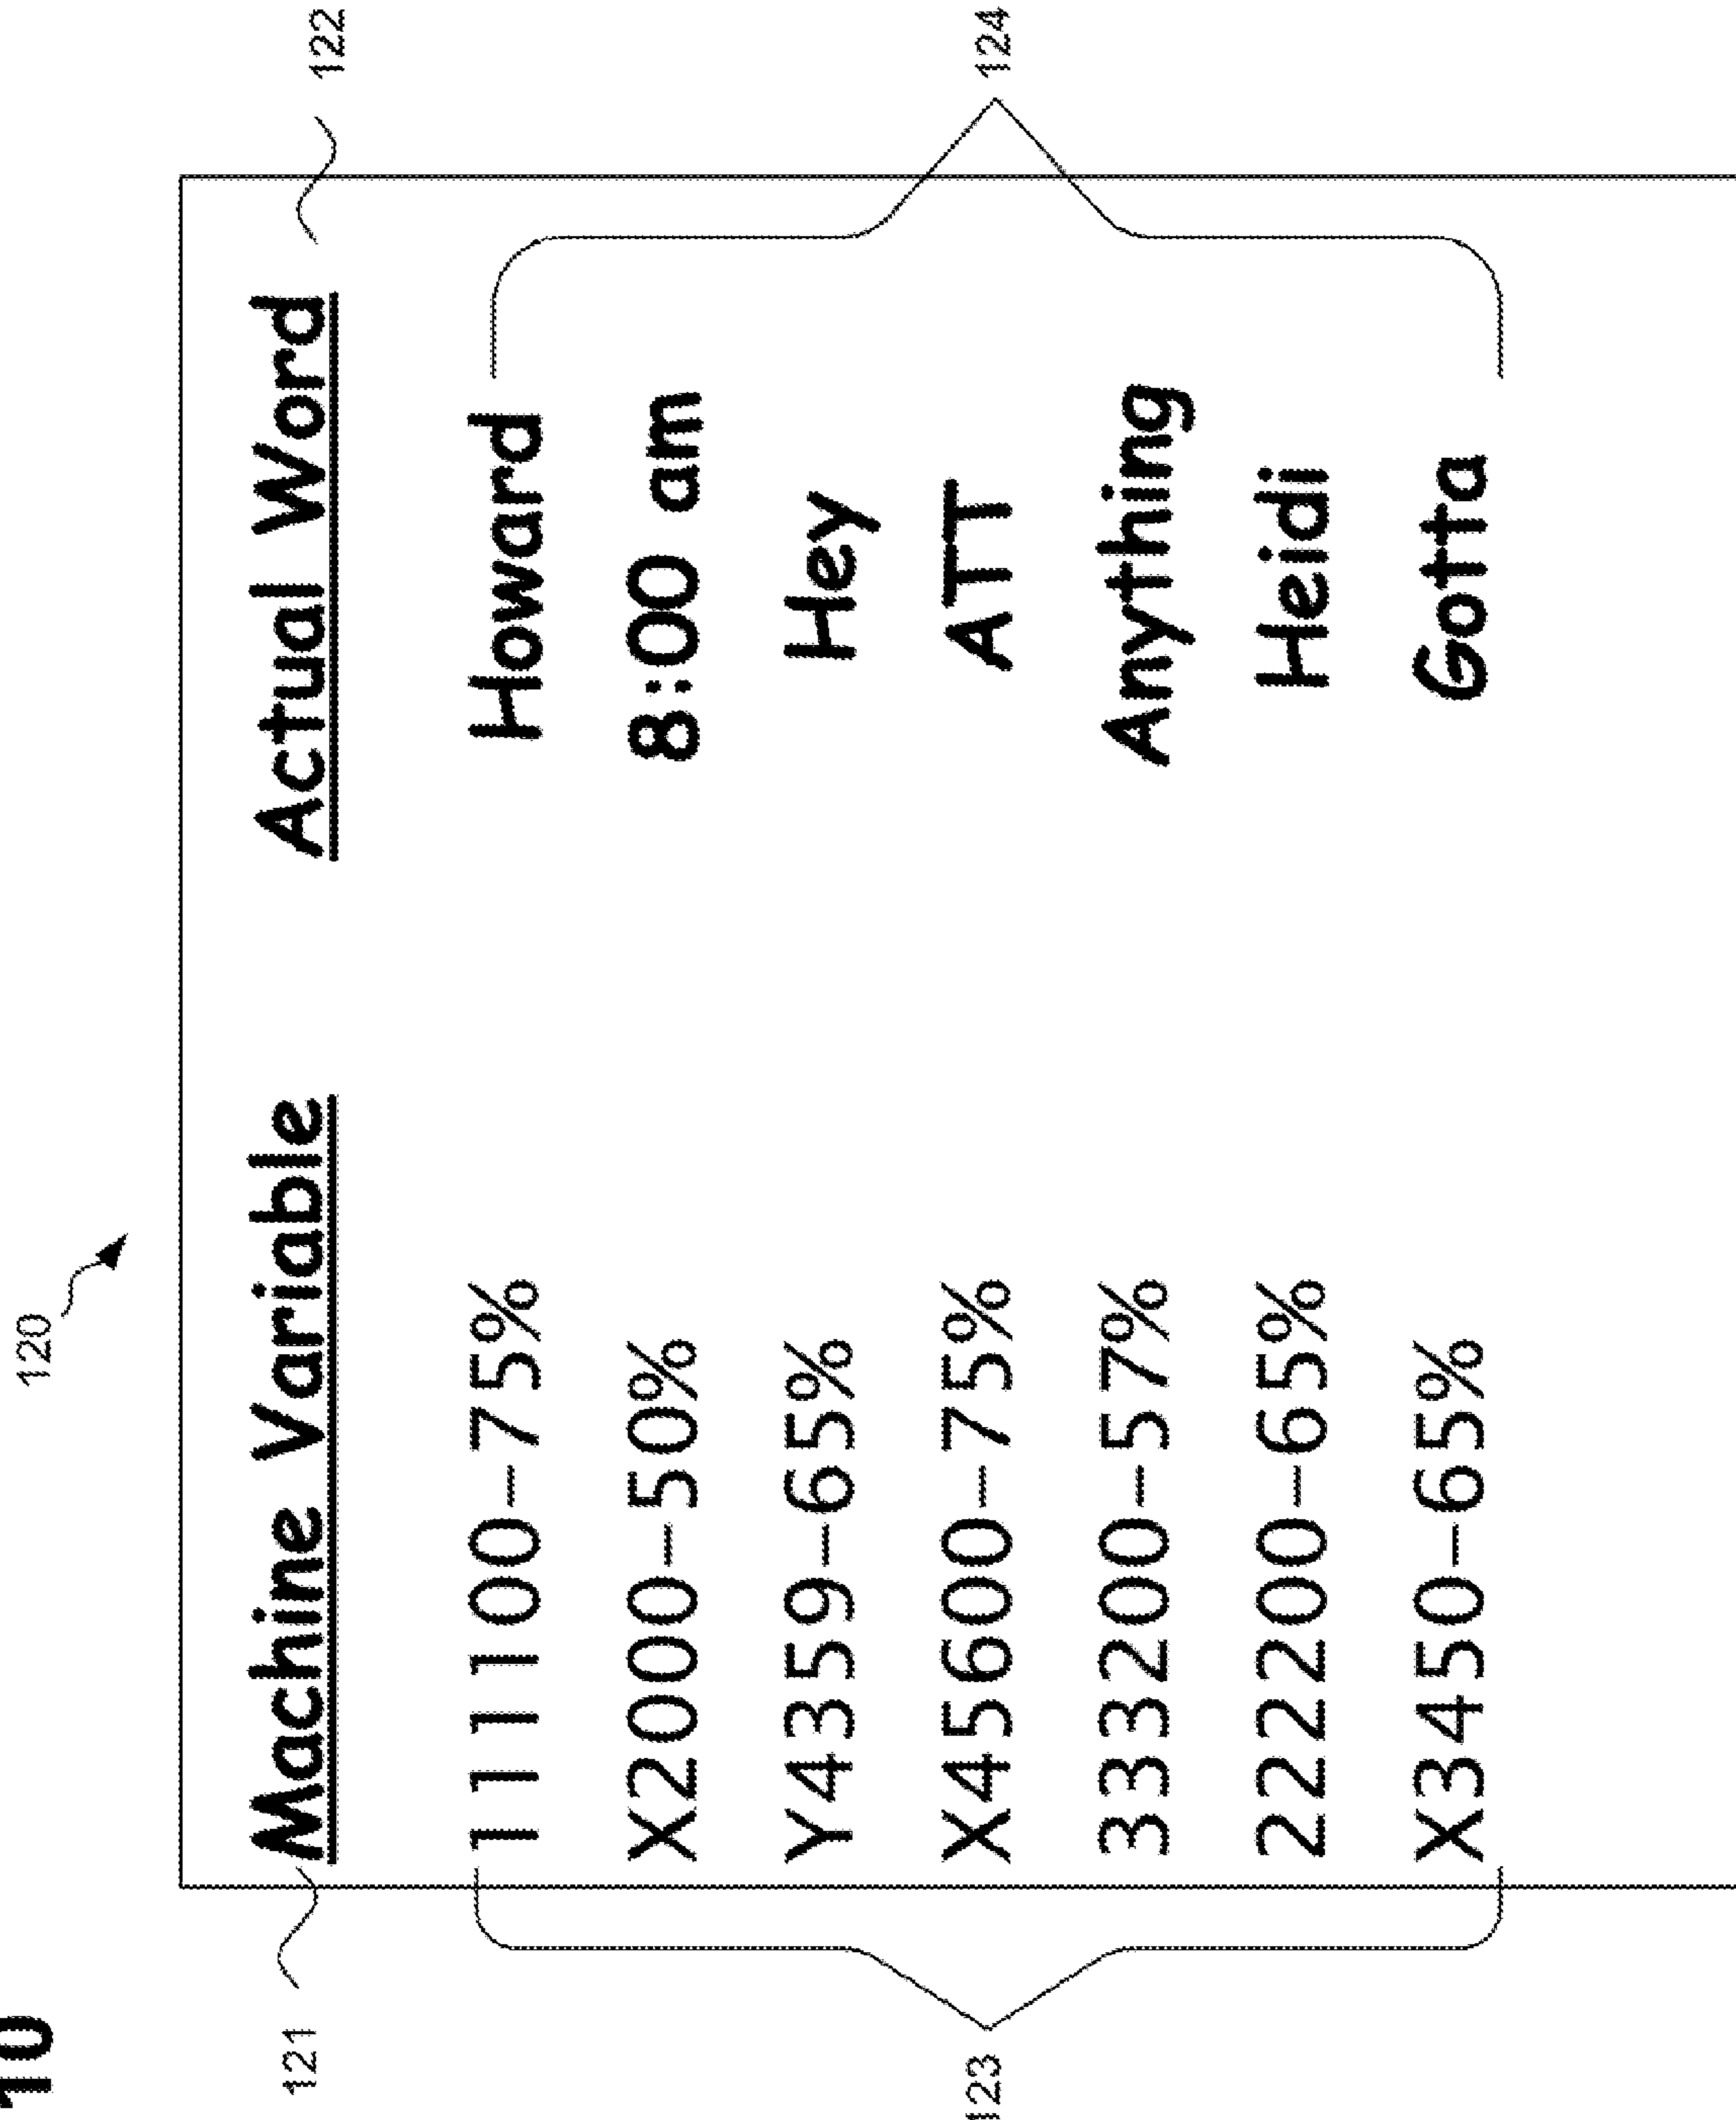 10
120
121 Machine Variable Actual Word 122
111100-75% Howard
X2000-50% 8:00 am
Y4359-65% Hey
123 X45600-75% ATT 124
333200-57% Anything
222200-65% Heidi
X3450-65% Gotta